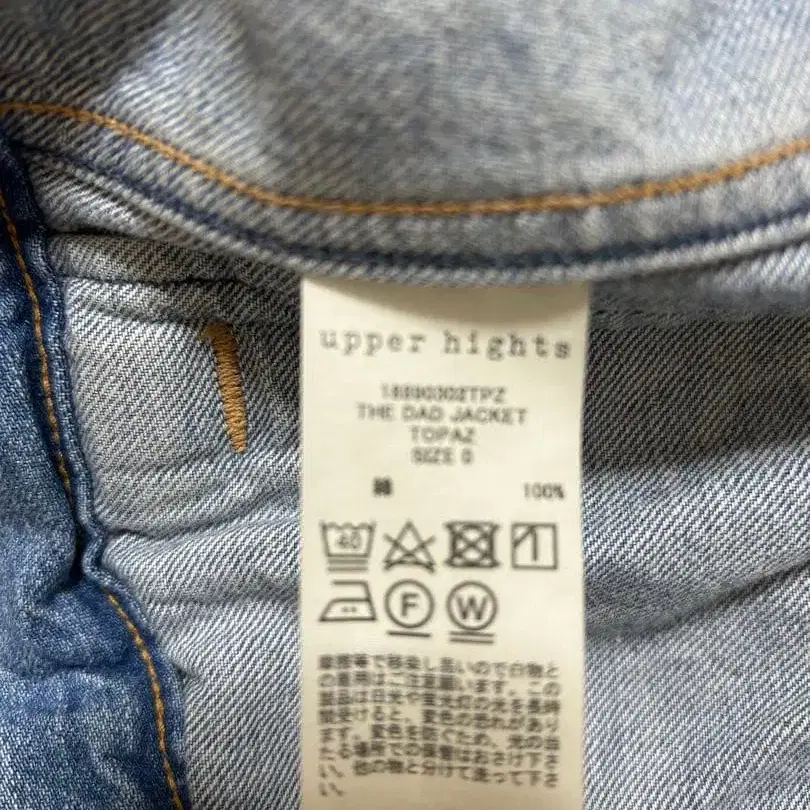 upper hights
16890302TPZ
THE DAD JACKET
TOPAZ
SIZE 0
綿 100%
40
F W
摩擦等で移染し易いので白物と
の着用はご注意願います。この
製品は日光や蛍光灯の光を長時
間受けると、変色の恐れがあり
ます。変色を防ぐため、光の当
たる場所での保管はおさけ下さ
い。他の物と分けて洗って下さ
い。